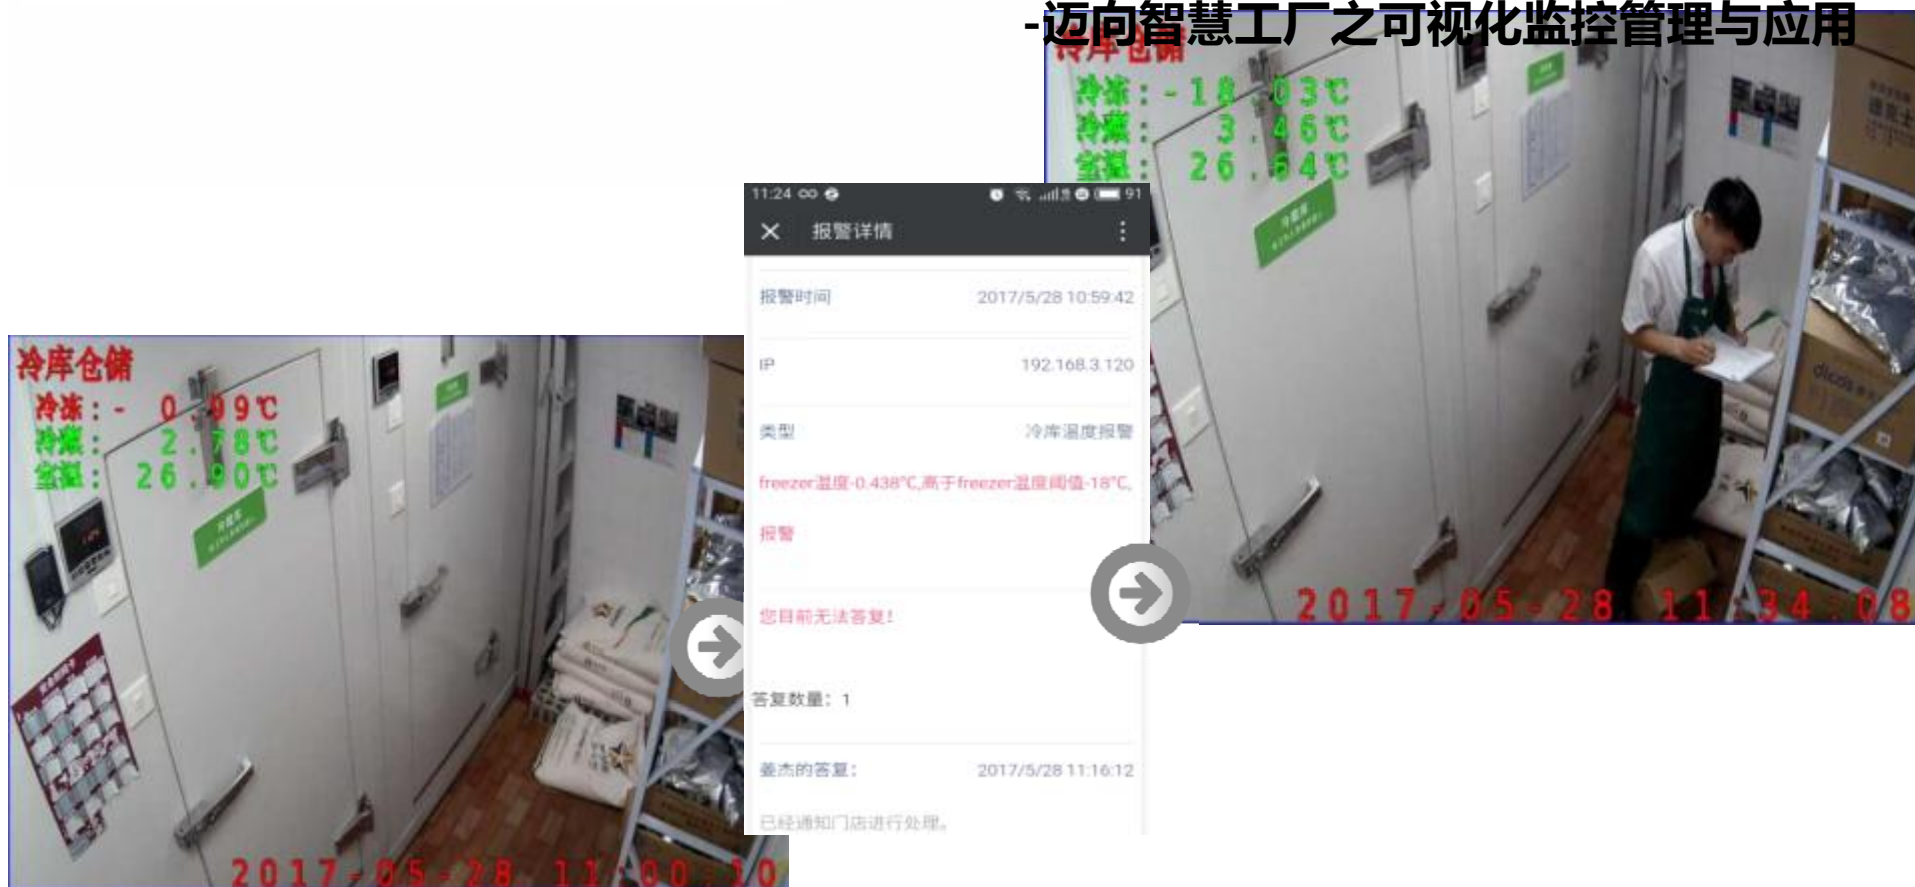 -迈向智慧工厂之可视化监控管理与应用
冷库仓储
冷冻:- 0.99℃
冷藏: 2.78℃
室温: 26.90℃
2017-05-28 11:00:10
11:24
91
报警详情
报警时间 2017/5/28 10:59:42
IP 192.168.3.120
类型 冷库温度报警
freezer温度-0.438℃,高于freezer温度阈值-18℃,
报警
您目前无法答复!
答复数量: 1
姜杰的答复: 2017/5/28 11:16:12
已经通知门店进行处理。
冷库仓储
冷冻:-18.03℃
冷藏: 3.46℃
室温: 26.64℃
dicos
2017-05-28 11:34:08